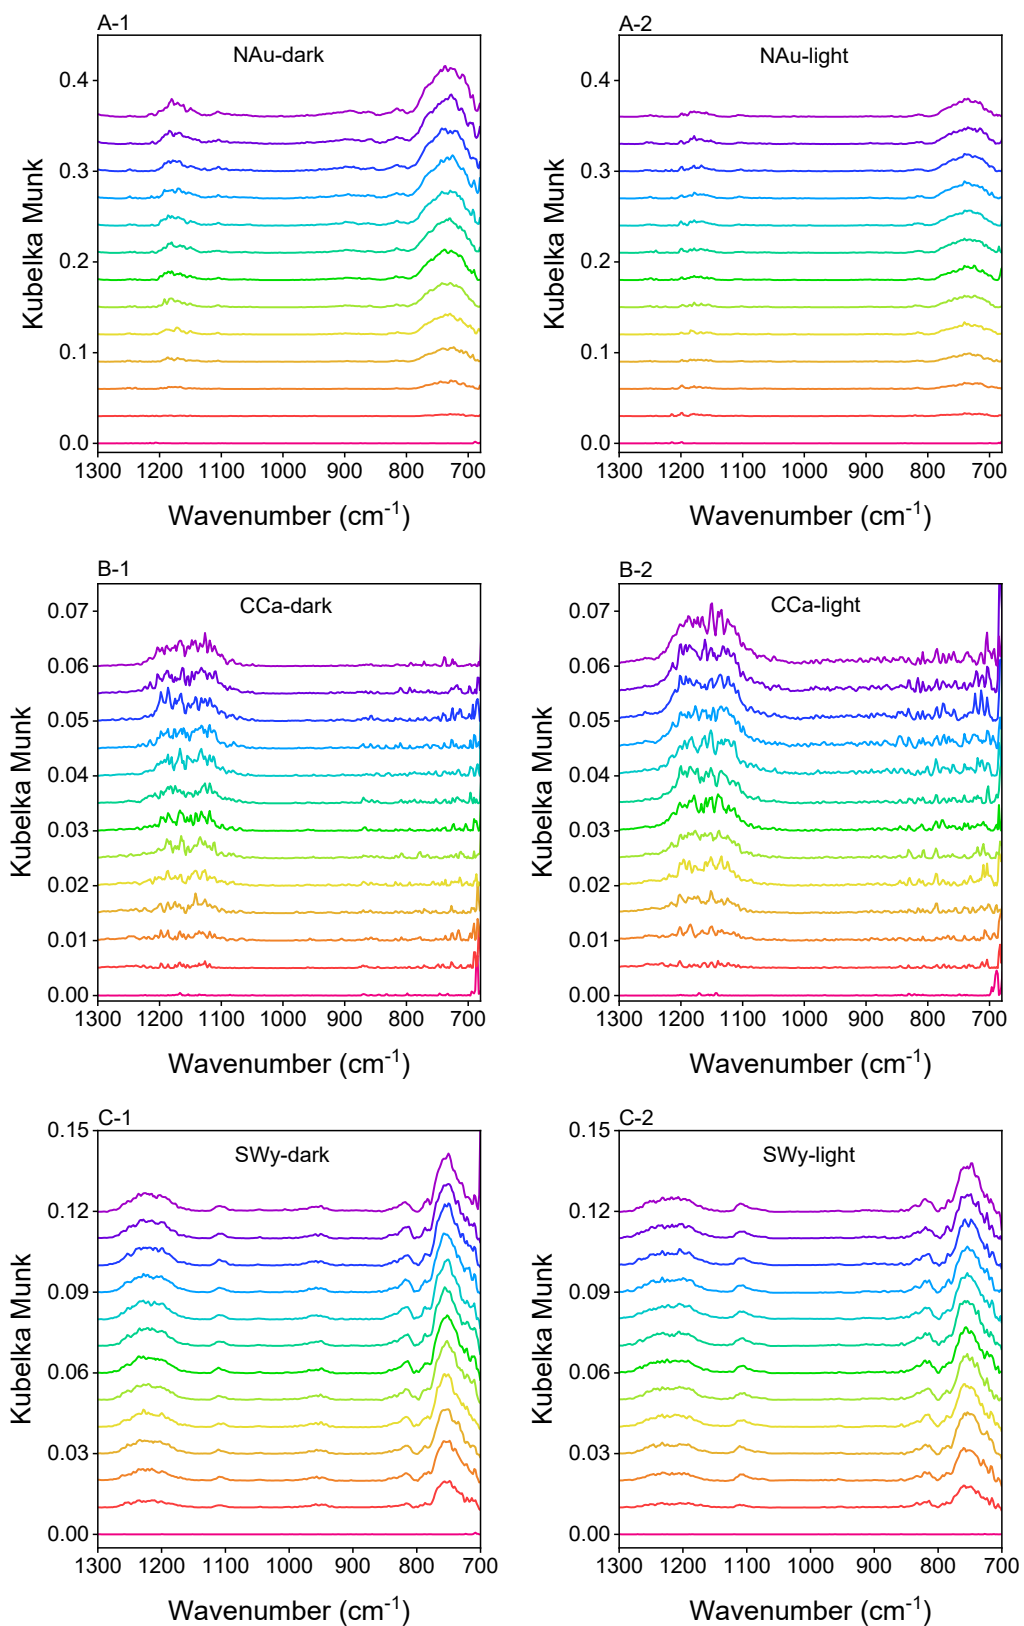 A-1
NAu-dark
Kubelka Munk
0.4
0.3
0.2
0.1
0.0
1300 1200 1100 1000 900 800 700
Wavenumber (cm-1)
A-2
NAu-light
Kubelka Munk
0.4
0.3
0.2
0.1
0.0
1300 1200 1100 1000 900 800 700
Wavenumber (cm-1)
B-1
CCa-dark
Kubelka Munk
0.07
0.06
0.05
0.04
0.03
0.02
0.01
0.00
1300 1200 1100 1000 900 800 700
Wavenumber (cm-1)
B-2
CCa-light
Kubelka Munk
0.07
0.06
0.05
0.04
0.03
0.02
0.01
0.00
1300 1200 1100 1000 900 800 700
Wavenumber (cm-1)
C-1
SWy-dark
Kubelka Munk
0.15
0.12
0.09
0.06
0.03
0.00
1300 1200 1100 1000 900 800 700
Wavenumber (cm-1)
C-2
SWy-light
Kubelka Munk
0.15
0.12
0.09
0.06
0.03
0.00
1300 1200 1100 1000 900 800 700
Wavenumber (cm-1)